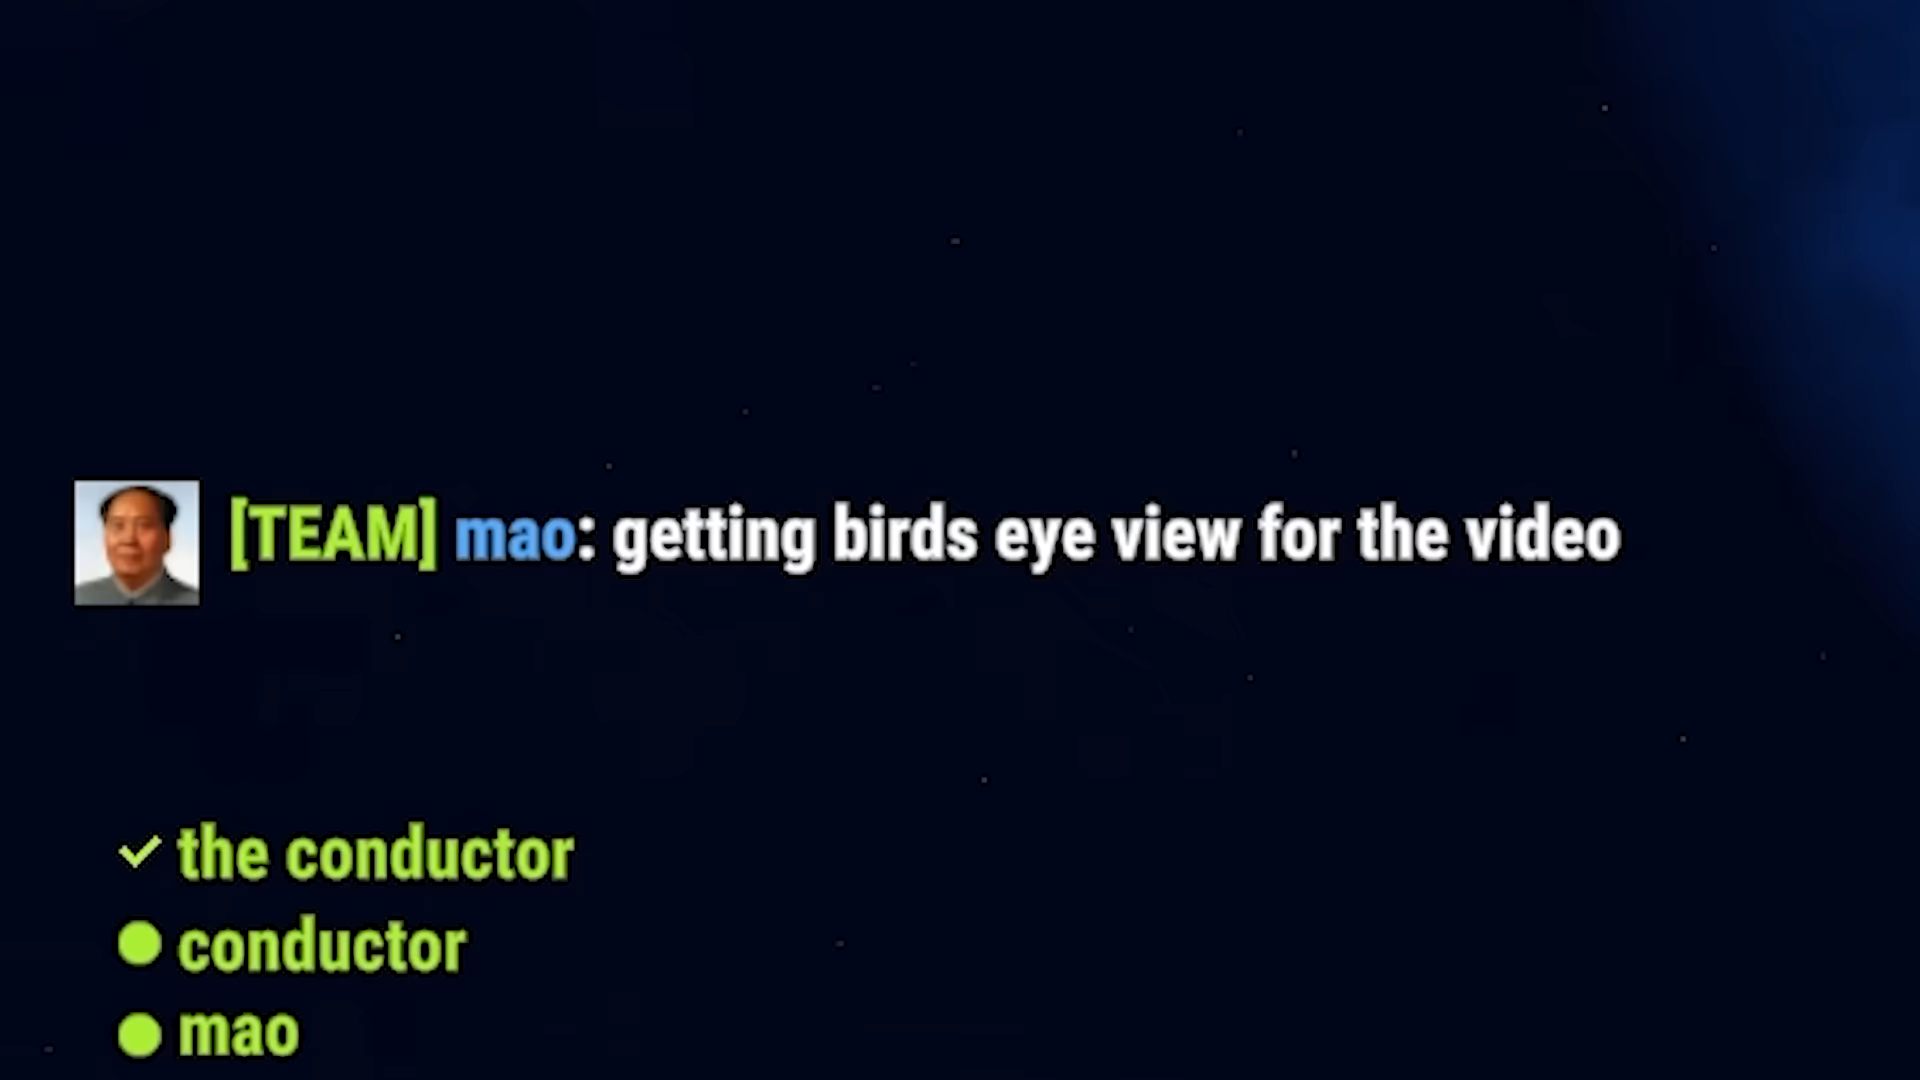 [TEAM] mao: getting birds eye view for the video
the conductor
conductor
mao